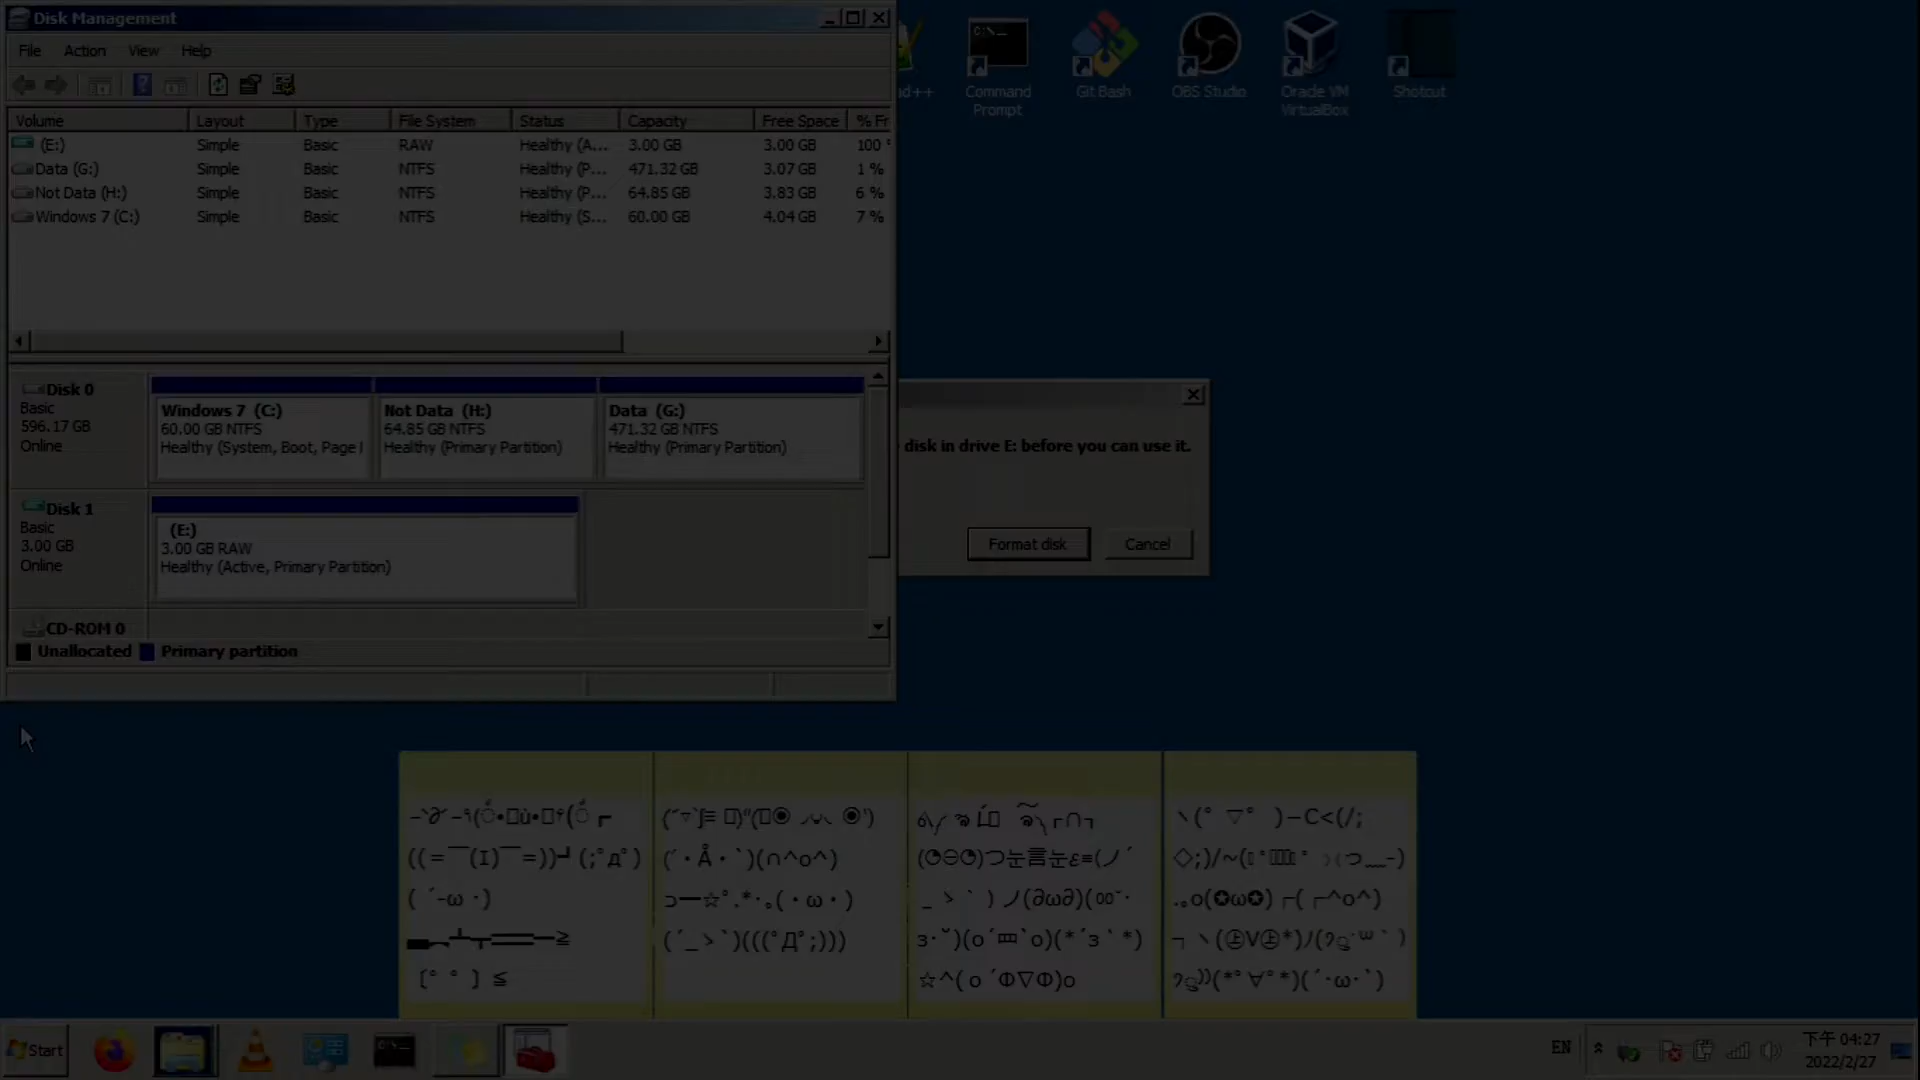 Disk Management
File Action View Help
Volume Layout Type File System Status Capacity Free Space % Fr
(E:) Simple Basic RAW Healthy (A... 3.00 GB 3.00 GB 100
Data (G:) Simple Basic NTFS Healthy (P... 471.32 GB 3.07 GB 1 %
Not Data (H:) Simple Basic NTFS Healthy (P... 64.85 GB 3.83 GB 6 %
Windows 7 (C:) Simple Basic NTFS Healthy (S... 60.00 GB 4.04 GB 7 %
Disk 0
Basic
596.17 GB
Online
Windows 7 (C:)
60.00 GB NTFS
Healthy (System, Boot, Page
Not Data (H:)
64.85 GB NTFS
Healthy (Primary Partition)
Data (G:)
471.32 GB NTFS
Healthy (Primary Partition)
Disk 1
Basic
3.00 GB
Online
(E:)
3.00 GB RAW
Healthy (Active, Primary Partition)
CD-ROM 0
Unallocated Primary partition
d++
Command
Prompt
Git Bash
OBS Studio
Oracle VM
VirtualBox
Shotcut
disk in drive E: before you can use it.
Format disk Cancel
( ´-ω ·)
(´・Å・`)(∩^o^)
⊃━☆ﾟ.*･｡(・ω・)
(´_ゝ`)(((ﾟДﾟ;)))
☆^(o´Φ▽Φ)o
Start
EN
下午 04:27
2022/2/27